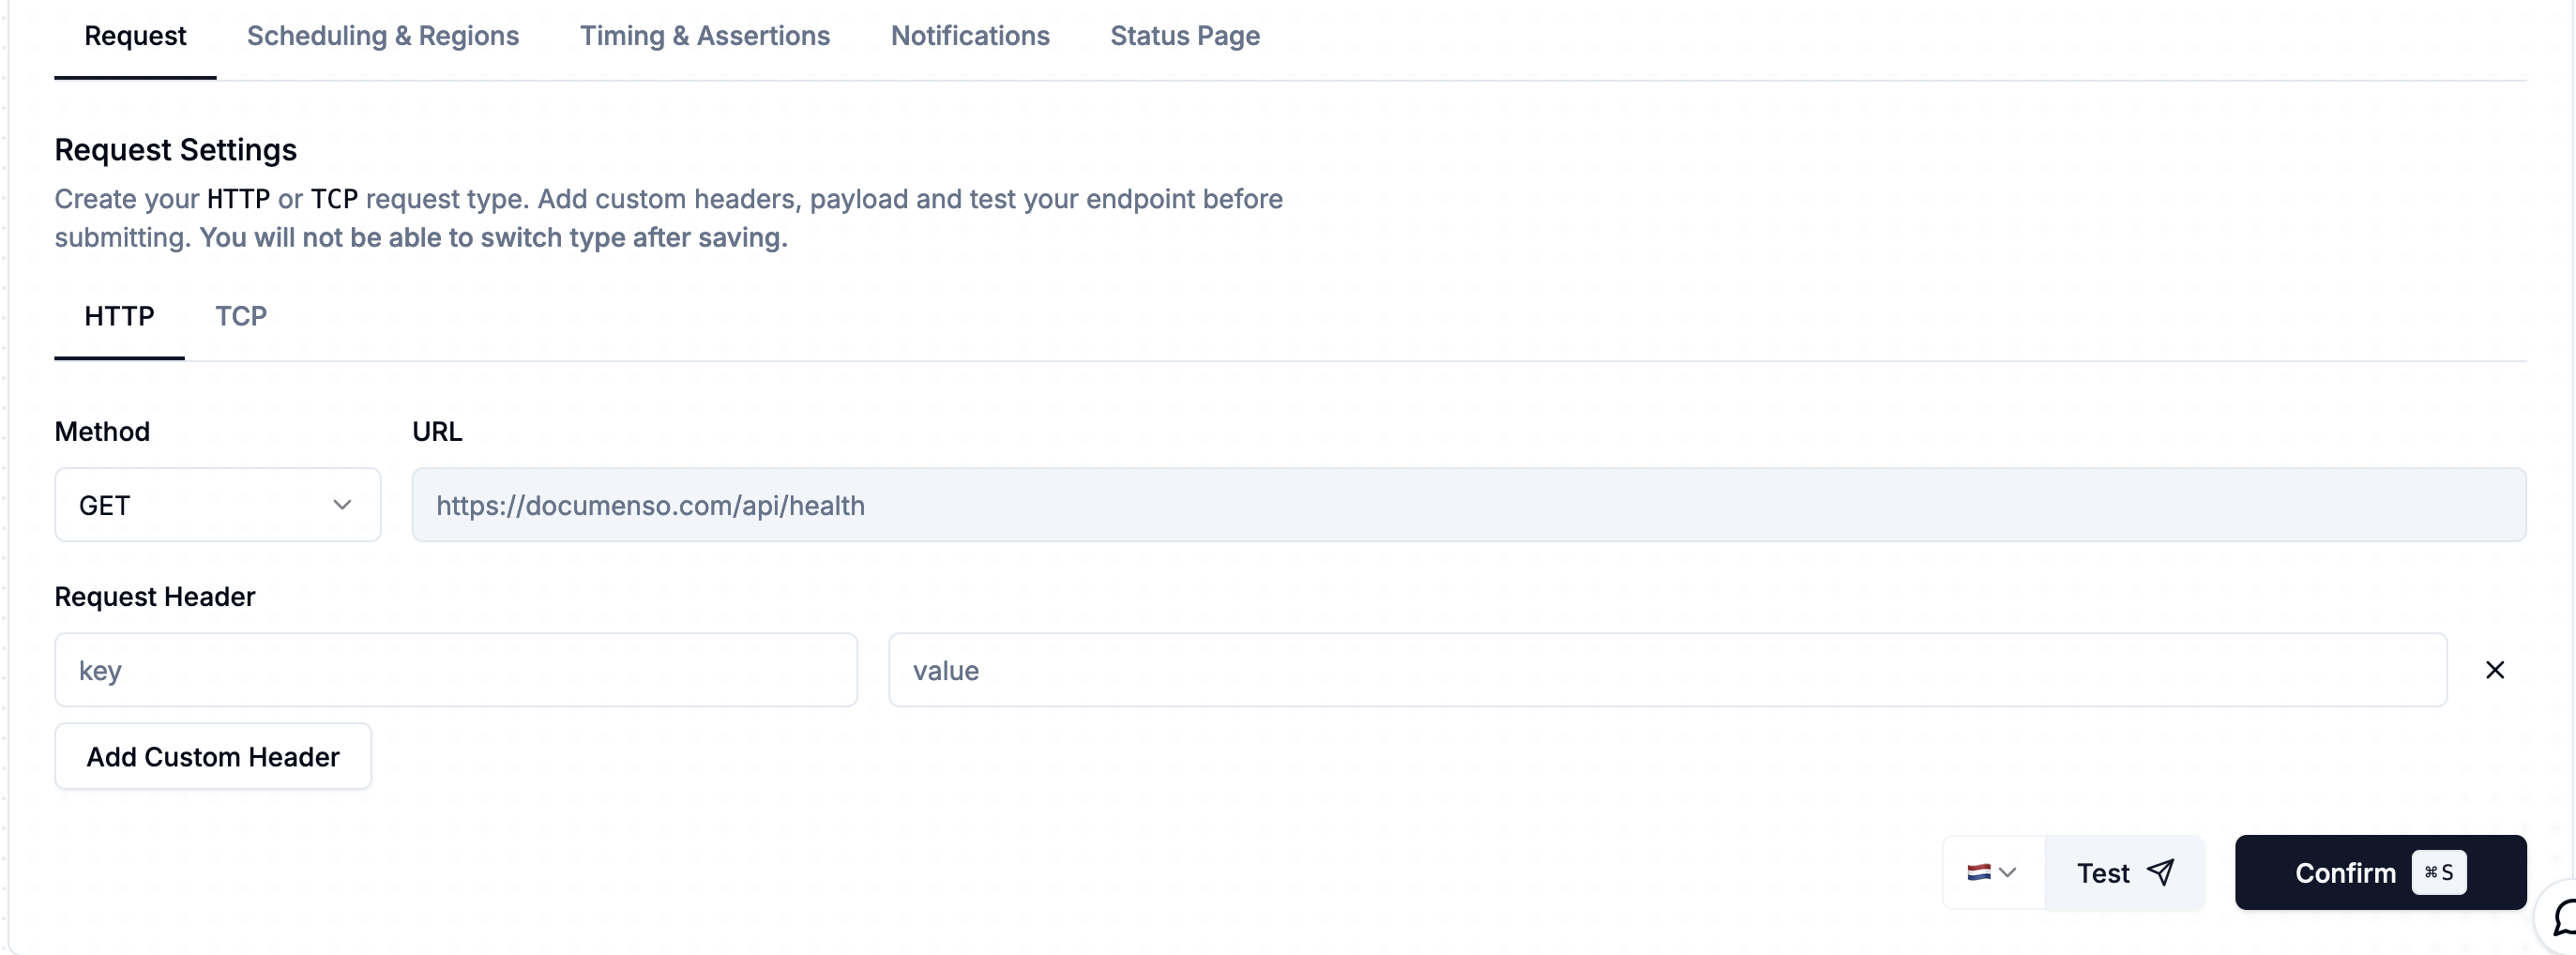 Request Scheduling & Regions Timing & Assertions Notifications Status Page
Request Settings
Create your HTTP or TCP request type. Add custom headers, payload and test your endpoint before
submitting. You will not be able to switch type after saving.
HTTP TCP
Method URL
GET https://documenso.com/api/health
Request Header
key value
Add Custom Header
Test Confirm ⌘S